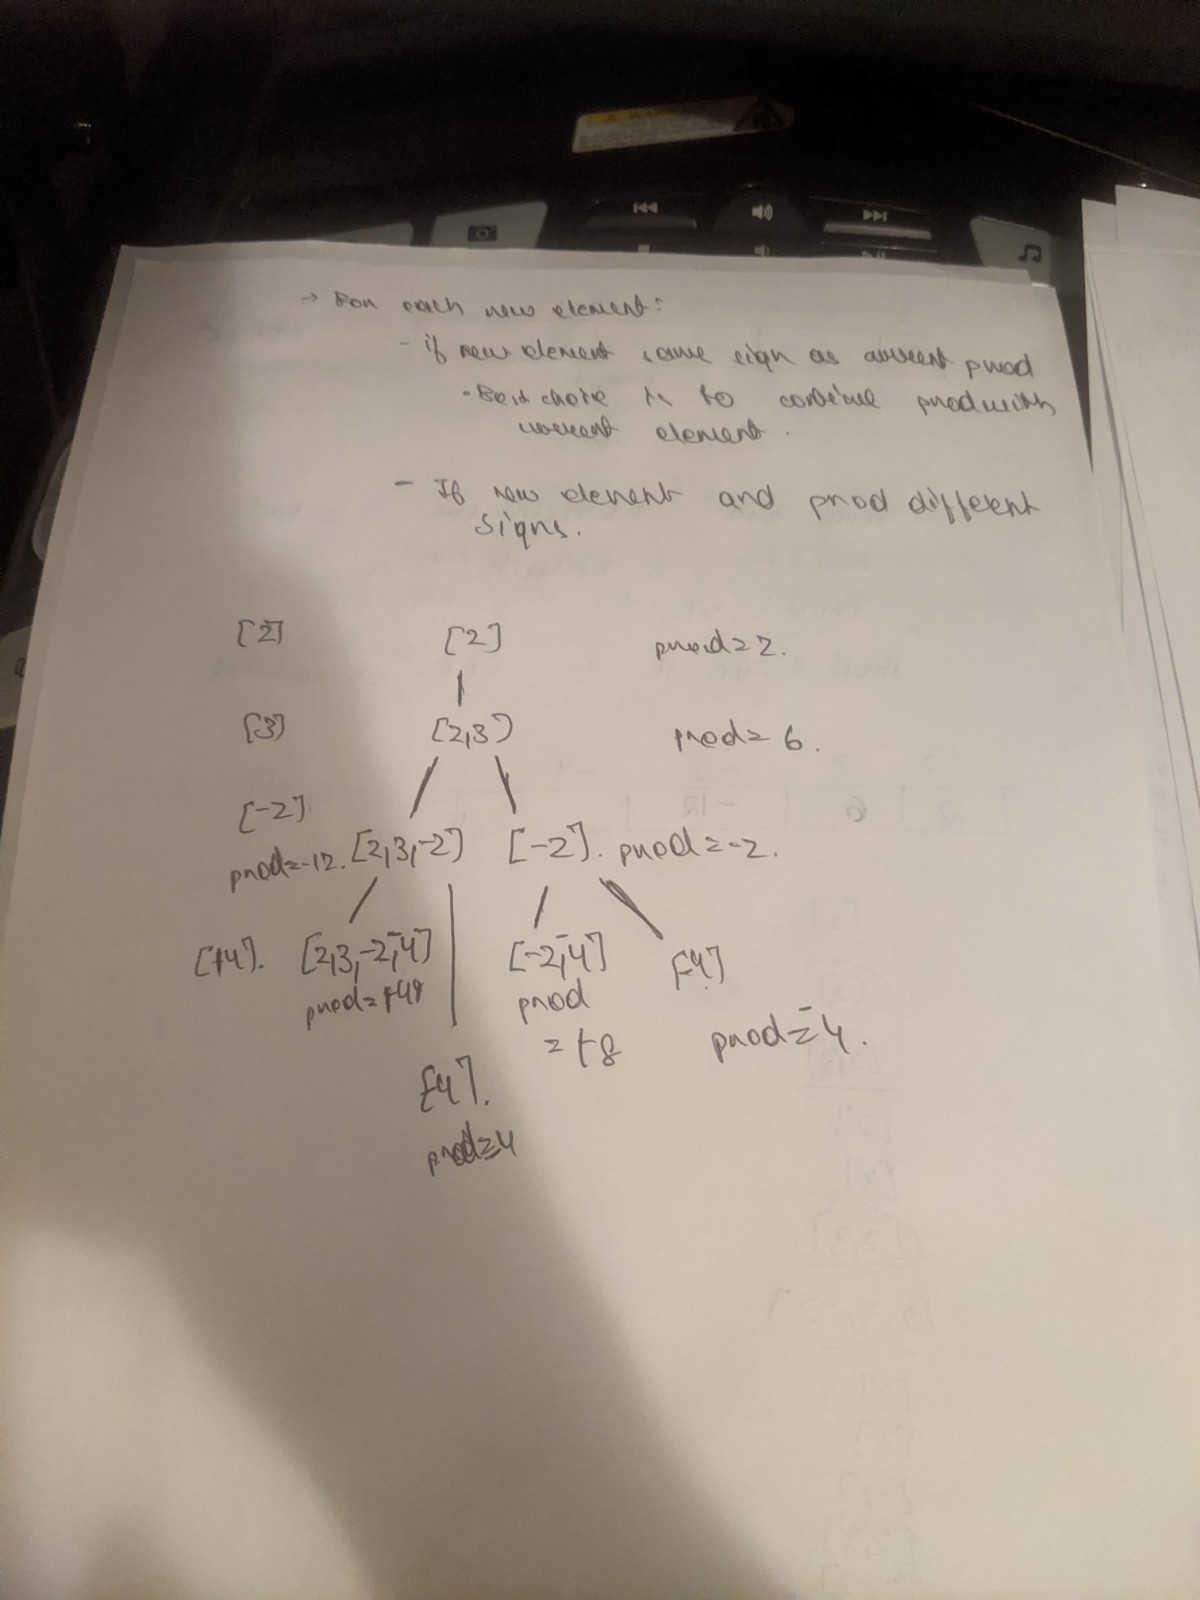 WARN
→ For each new element:
- if new element same sign as current prod
- Best choice is to continue prod with
current element.
- If new element and prod different
signs.
[2] [2] prod=2.
[3] [2,3] prod=6.
[-2]
prod=-12. [2,3,-2] [-2]. prod=-2.
[-4]. [2,3,-2,-4] [-2,-4] [-4]
prod=+48 prod
=+8 prod=-4.
[-4].
prod=-4